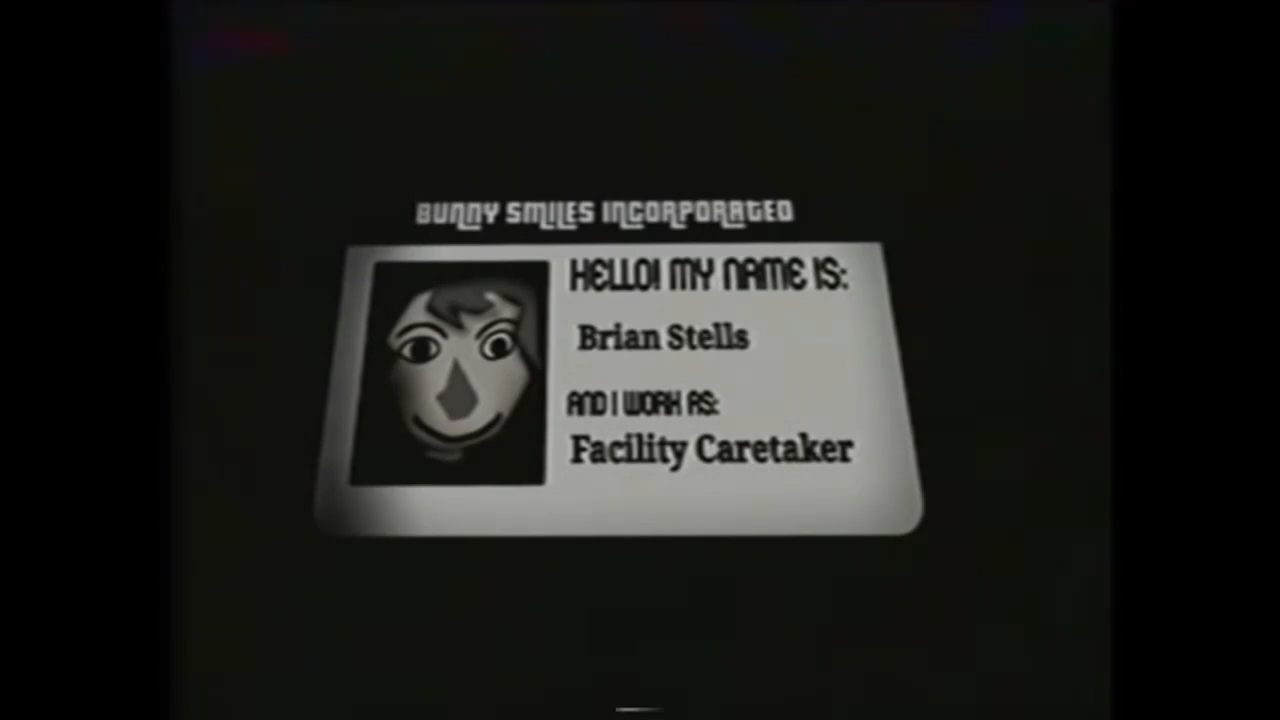 BUNNY SMILES INCORPORATED
HELLO! MY NAME IS:
Brian Stells
AND I WORK AS:
Facility Caretaker